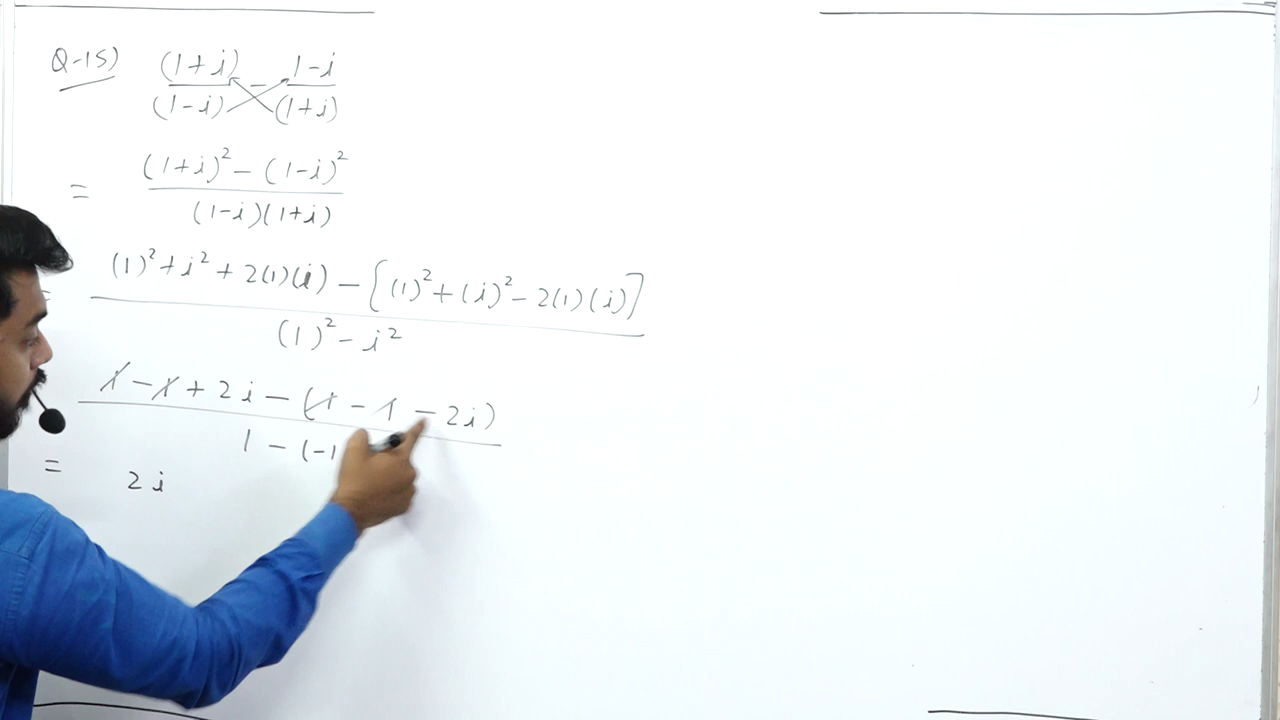 Q-15) (1+i)/(1-i) - 1-i/(1+i)
= (1+i)² - (1-i)² / (1-i)(1+i)
= (1)² + i² + 2(1)(i) - [(1)² + (i)² - 2(1)(i)] / (1)² - i²
1 - 1 + 2i - (1 - 1 - 2i) / 1 - (-1
= 2i